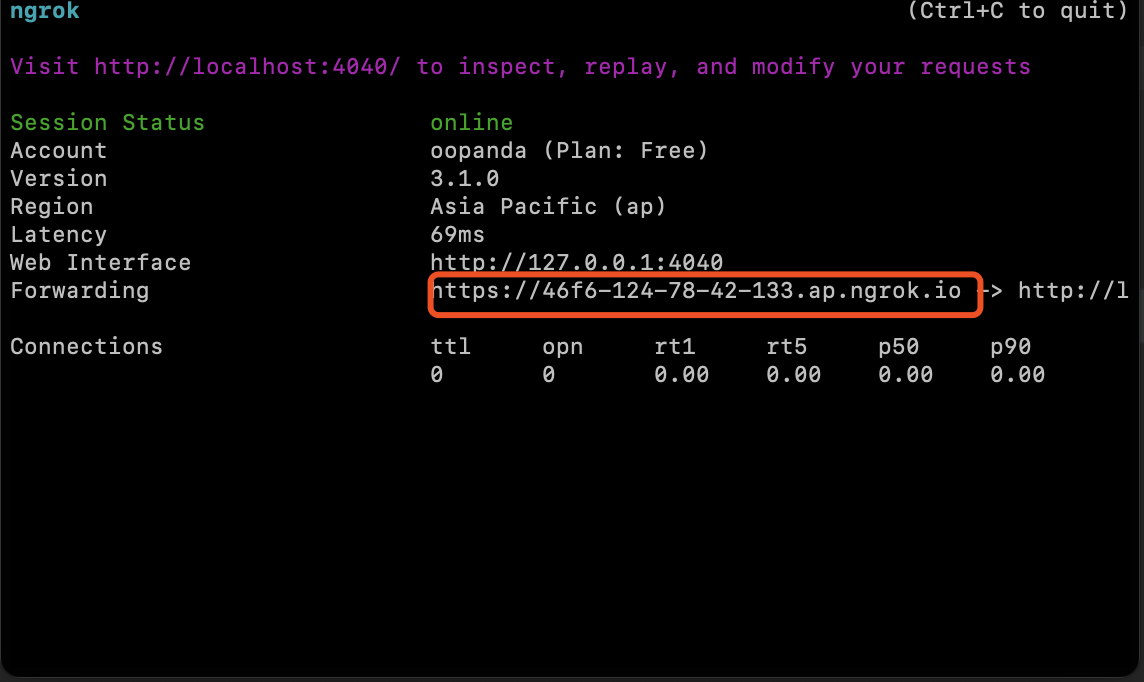 ngrok (Ctrl+C to quit)
Visit http://localhost:4040/ to inspect, replay, and modify your requests
Session Status online
Account oopanda (Plan: Free)
Version 3.1.0
Region Asia Pacific (ap)
Latency 69ms
Web Interface http://127.0.0.1:4040
Forwarding https://46f6-124-78-42-133.ap.ngrok.io -> http://l
Connections ttl opn rt1 rt5 p50 p90
0 0 0.00 0.00 0.00 0.00